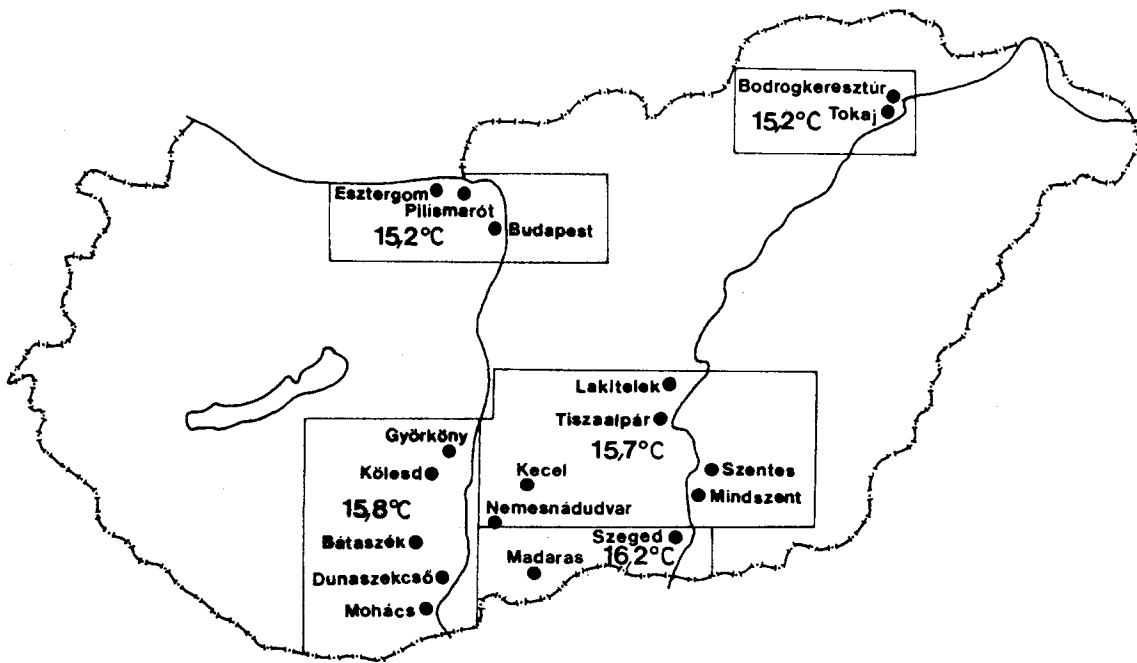 Bodrogkeresztúr
Tokaj
15,2°C
Esztergom
Pilismarót
Budapest
15,2°C
Lakitelek
Tiszaalpár
15,7°C
Szentes
Kecel
Mindszent
Nemesnádudvar
Györköny
Kölesd
15,8°C
Bátaszék
Dunaszekcső
Mohács
Szeged
16,2°C
Madaras